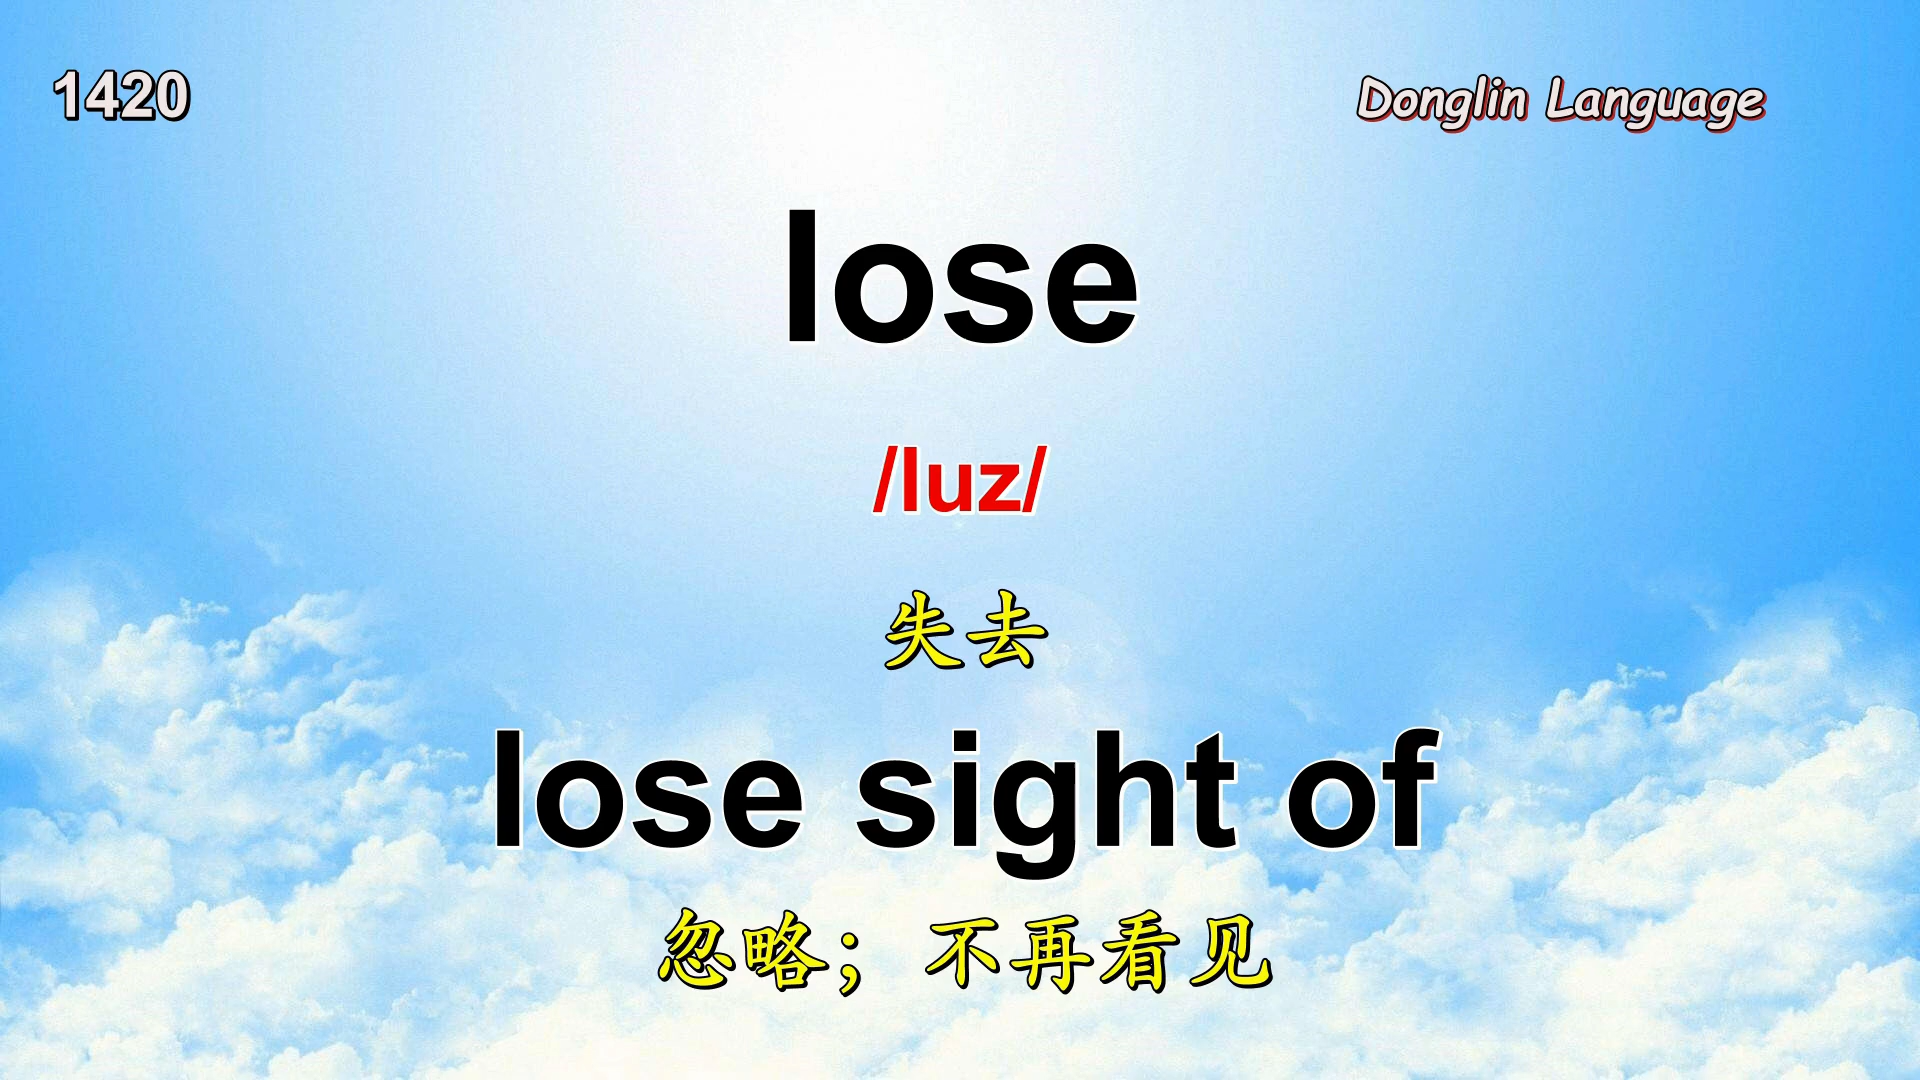 1420
Donglin Language
lose
/luz/
失去
lose sight of
忽略；不再看见